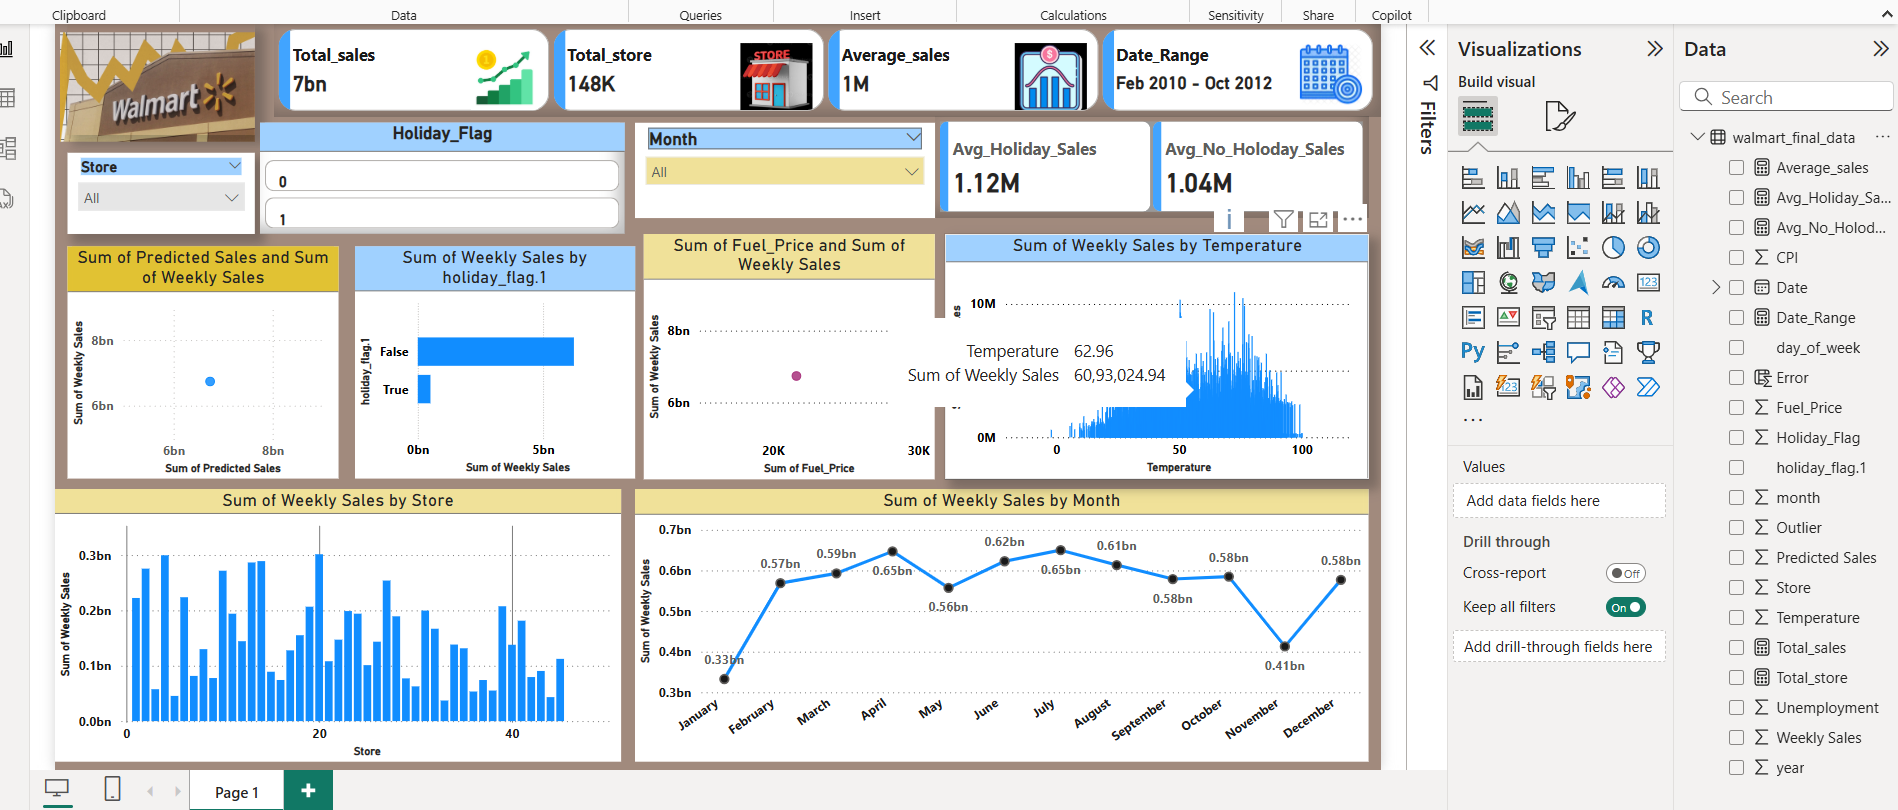 Clipboard
Data
Queries
Insert
Calculations
Sensitivity
Share
Copilot
Walmart
Total_sales
7bn
Total_store
148K
STORE
Average_sales
1M
Date_Range
Feb 2010 - Oct 2012
Store
All
Holiday_Flag
0
1
Month
All
Avg_Holiday_Sales
1.12M
Avg_No_Holoday_Sales
1.04M
Sum of Predicted Sales and Sum
of Weekly Sales
Sum of Weekly Sales
8bn
6bn
6bn
8bn
Sum of Predicted Sales
Sum of Weekly Sales by
holiday_flag.1
holiday_flag.1
False
True
0bn
5bn
Sum of Weekly Sales
Sum of Fuel_Price and Sum of
Weekly Sales
Sum of Weekly Sales
8bn
6bn
20K
30K
Sum of Fuel_Price
Sum of Weekly Sales by Temperature
10M
0M
0
50
100
Temperature
Temperature 62.96
Sum of Weekly Sales 60,93,024.94
Sum of Weekly Sales by Store
Sum of Weekly Sales
0.3bn
0.2bn
0.1bn
0.0bn
0
20
40
Store
Sum of Weekly Sales by Month
Sum of Weekly Sales
0.7bn
0.6bn
0.5bn
0.4bn
0.3bn
0.33bn
0.57bn
0.59bn
0.65bn
0.56bn
0.62bn
0.65bn
0.61bn
0.58bn
0.58bn
0.41bn
0.58bn
January
February
March
April
May
June
July
August
September
October
November
December
Page 1
Filters
Visualizations
Build visual
123
R
Py
123
Values
Add data fields here
Drill through
Cross-report
Off
Keep all filters
On
Add drill-through fields here
Data
Search
walmart_final_data
Average_sales
Avg_Holiday_Sa...
Avg_No_Holod...
CPI
Date
Date_Range
day_of_week
Error
Fuel_Price
Holiday_Flag
holiday_flag.1
month
Outlier
Predicted Sales
Store
Temperature
Total_sales
Total_store
Unemployment
Weekly Sales
year